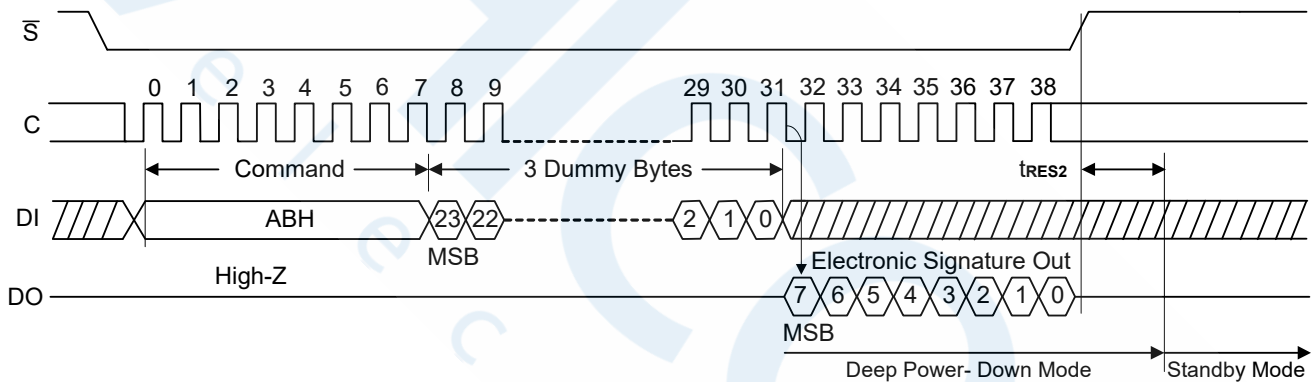 S
0 1 2 3 4 5 6 7 8 9 29 30 31 32 33 34 35 36 37 38
C
Command 3 Dummy Bytes tRES2
DI ABH 23 22 2 1 0
MSB
High-Z Electronic Signature Out
DO 7 6 5 4 3 2 1 0
MSB
Deep Power- Down Mode Standby Mode